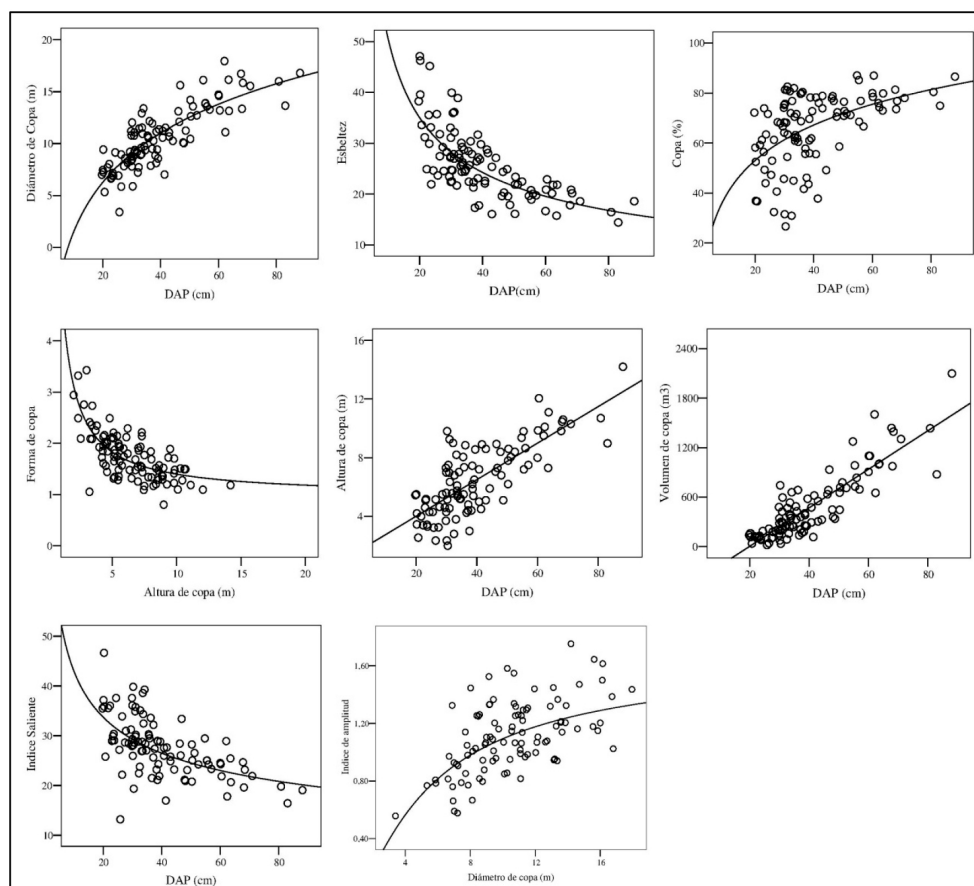 20
15
10
5
0
Diámetro de Copa (m)
0 20 40 60 80
DAP (cm)
50
40
30
20
10
Esbeltez
0 20 40 60 80
DAP(cm)
100
80
60
40
20
Copa (%)
0 20 40 60 80
DAP (cm)
4
3
2
1
0
Forma de copa
5 10 15 20
Altura de copa (m)
16
12
8
4
Altura de copa (m)
0 20 40 60 80
DAP (cm)
2400
1800
1200
600
0
Volumen de copa (m3)
0 20 40 60 80
DAP (cm)
50
40
30
20
10
Indice Saliente
0 20 40 60 80
DAP (cm)
1,60
1,20
0,80
0,40
Indice de amplitud
4 8 12 16
Diámetro de copa (m)